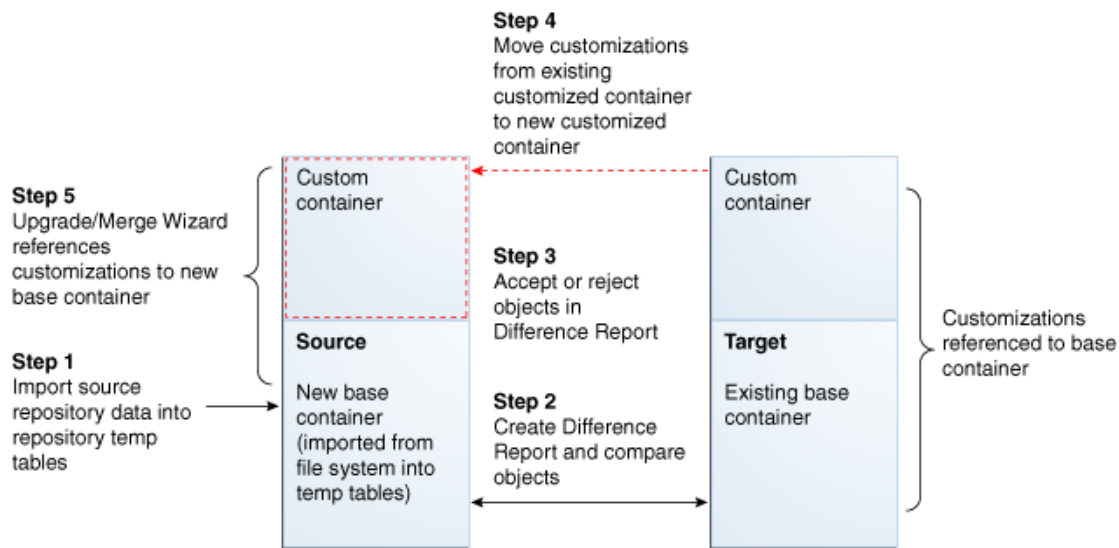 Step 4
Move customizations
from existing
customized container
to new customized
container
Step 5
Upgrade/Merge Wizard
references
customizations to new
base container
Custom
container
Custom
container
Step 3
Accept or reject
objects in
Difference Report
Customizations
referenced to base
container
Step 1
Import source
repository data into
repository temp
tables
Source
New base
container
(imported from
file system into
temp tables)
Step 2
Create Difference
Report and compare
objects
Target
Existing base
container